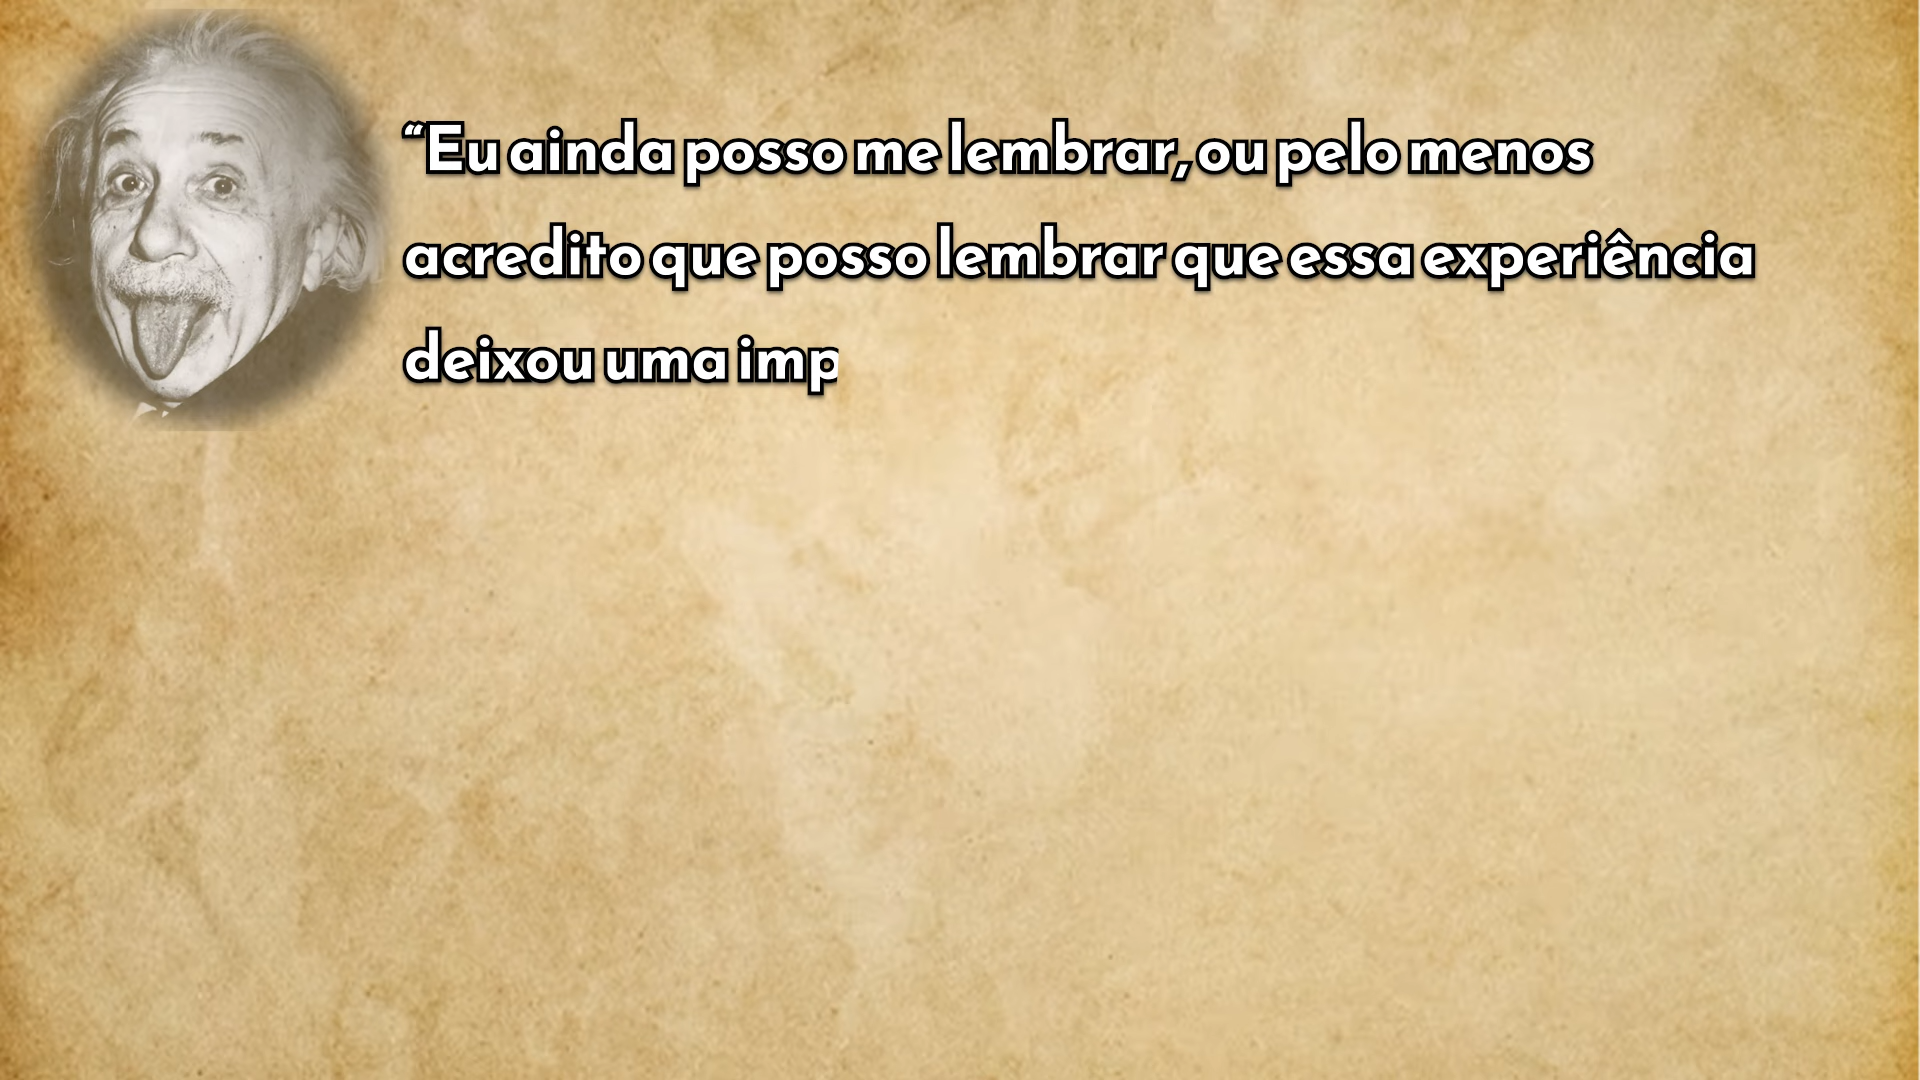 “Eu ainda posso me lembrar, ou pelo menos
acredito que posso lembrar que essa experiência
deixou uma imp